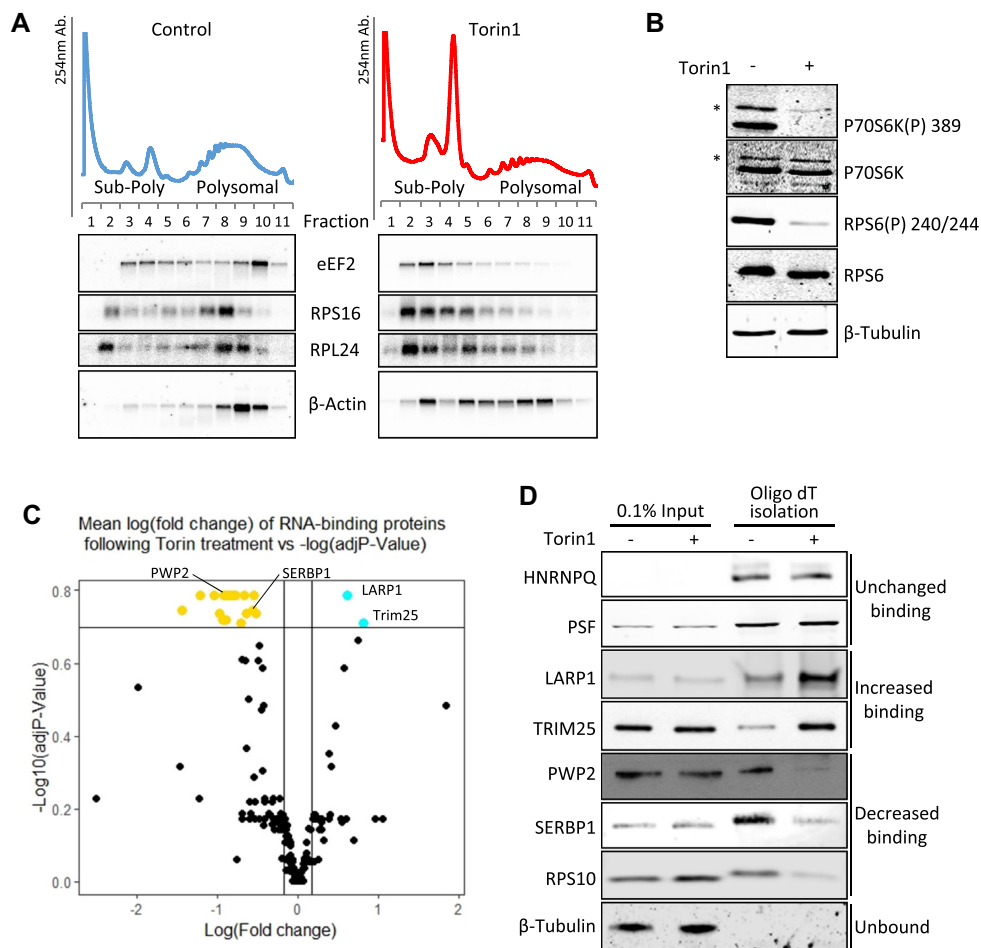 A
254nm Ab.
Control
Sub-Poly Polysomal
1 2 3 4 5 6 7 8 9 10 11
254nm Ab.
Torin1
Sub-Poly Polysomal
1 2 3 4 5 6 7 8 9 10 11
Fraction
eEF2
RPS16
RPL24
β-Actin
B
Torin1 - +
* P70S6K(P) 389
* P70S6K
RPS6(P) 240/244
RPS6
β-Tubulin
C
Mean log(fold change) of RNA-binding proteins
following Torin treatment vs -log(adjP-Value)
PWP2 SERBP1
LARP1
Trim25
-Log10(adjP-Value)
0.8
0.6
0.4
0.2
0.0
-2 -1 0 1 2
Log(Fold change)
D
0.1% Input
Oligo dT
isolation
Torin1 - + - +
HNRNPQ
PSF
Unchanged
binding
LARP1
TRIM25
Increased
binding
PWP2
SERBP1
RPS10
Decreased
binding
β-Tubulin
Unbound